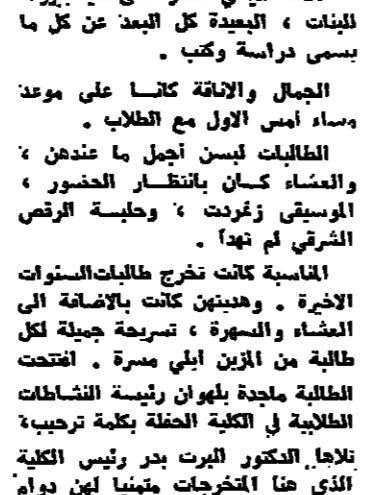 للبنات ، البعيدة كل البعد عن كل ما
يسمى دراسة وكتب .
الجمال والاناقة كانا على موعد
مساء امس الاول مع الطلاب .
الطالبات لبسن أجمل ما عندهن ،
والعشاء كان بانتظار الحضور ،
الموسيقى زغردت ، وحلبة الرقص
الشرقي لم تهدأ .
المناسبة كانت تخرج طالبات السنوات
الاخيرة . وهديتهن كانت بالاضافة الى
العشاء والسهرة ، تسريحة جميلة لكل
طالبة من المزين ايلي مسرة . افتتحت
الطالبة ماجدة بلهوان رئيسة النشاطات
الطلابية في الكلية الحفلة بكلمة ترحيب،
تلاها الدكتور البرت بدر رئيس الكلية
الذي هنأ المتخرجات متمنيا لهن دوام